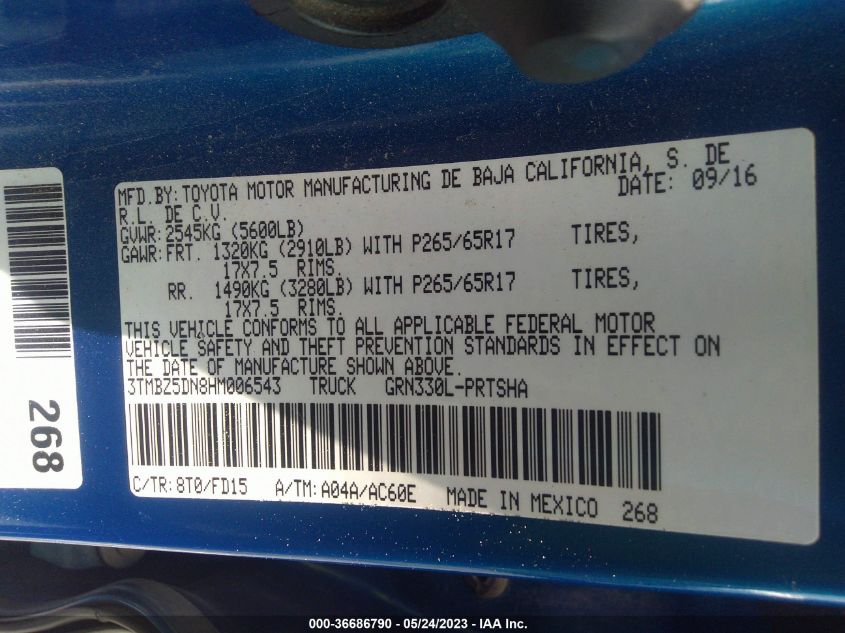 MFD.BY: TOYOTA MOTOR MANUFACTURING DE BAJA CALIFORNIA, S. DE
R.L. DE C.V. DATE: 09/16
GVWR: 2545KG (5600LB)
GAWR: FRT. 1320KG (2910LB) WITH P265/65R17 TIRES,
17X7.5 RIMS.
RR. 1490KG (3280LB) WITH P265/65R17 TIRES,
17X7.5 RIMS.
THIS VEHICLE CONFORMS TO ALL APPLICABLE FEDERAL MOTOR
VEHICLE SAFETY AND THEFT PREVENTION STANDARDS IN EFFECT ON
THE DATE OF MANUFACTURE SHOWN ABOVE.
3TMBZ5DN8HM006543 TRUCK GRN330L-PRTSHA
C/TR: 8T0/FD15 A/TM: A04A/AC60E MADE IN MEXICO 268
268
000-36686790 - 05/24/2023 - IAA Inc.